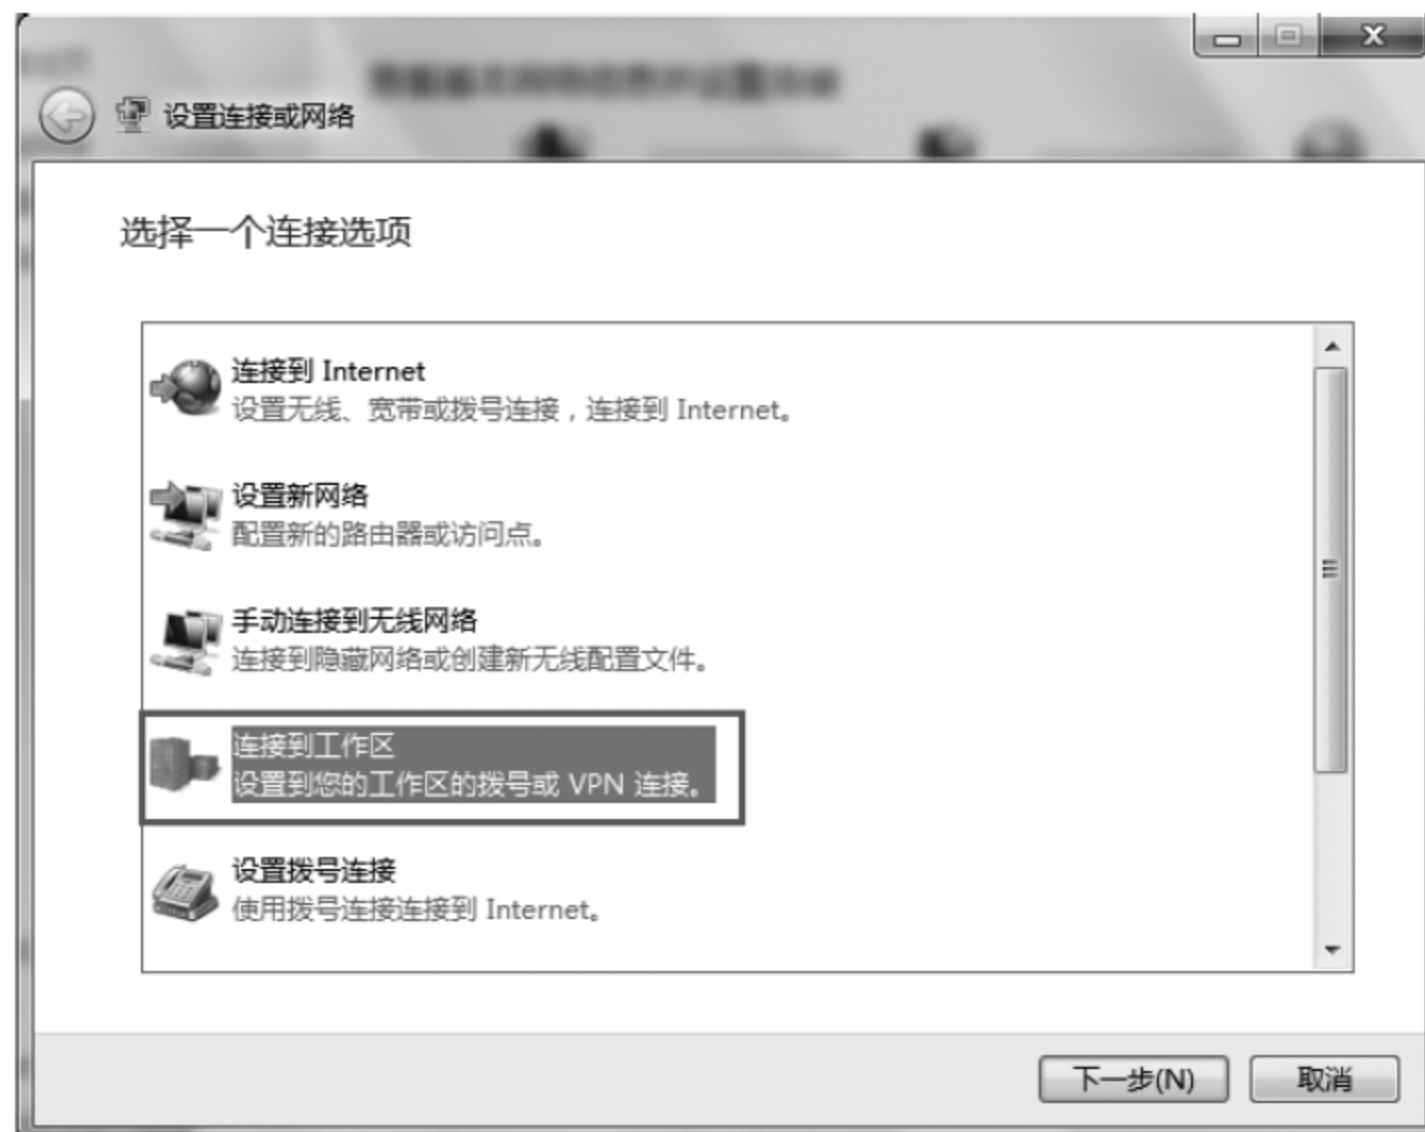 设置连接或网络
选择一个连接选项
连接到 Internet
设置无线、宽带或拨号连接，连接到 Internet。
设置新网络
配置新的路由器或访问点。
手动连接到无线网络
连接到隐藏网络或创建新无线配置文件。
连接到工作区
设置到您的工作区的拨号或 VPN 连接。
设置拨号连接
使用拨号连接连接到 Internet。
下一步(N)
取消